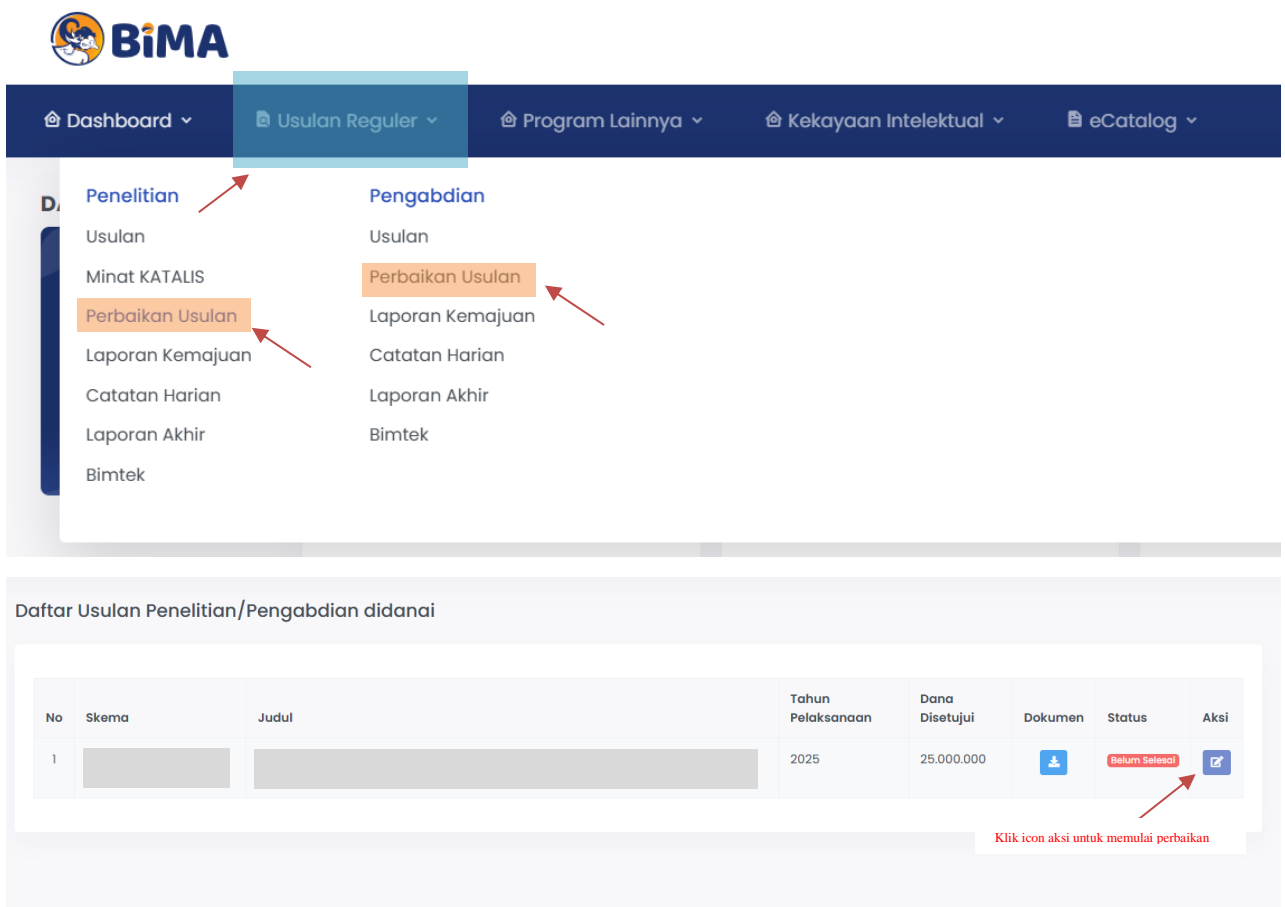 BiMA
Dashboard
Usulan Reguler
Program Lainnya
Kekayaan Intelektual
eCatalog
DA
Penelitian
Usulan
Minat KATALIS
Perbaikan Usulan
Laporan Kemajuan
Catatan Harian
Laporan Akhir
Bimtek
Pengabdian
Usulan
Perbaikan Usulan
Laporan Kemajuan
Catatan Harian
Laporan Akhir
Bimtek
Daftar Usulan Penelitian/Pengabdian didanai
No
Skema
Judul
Tahun
Pelaksanaan
Dana
Disetujui
Dokumen
Status
Aksi
1
2025
25.000.000
Belum Selesai
Klik icon aksi untuk memulai perbaikan